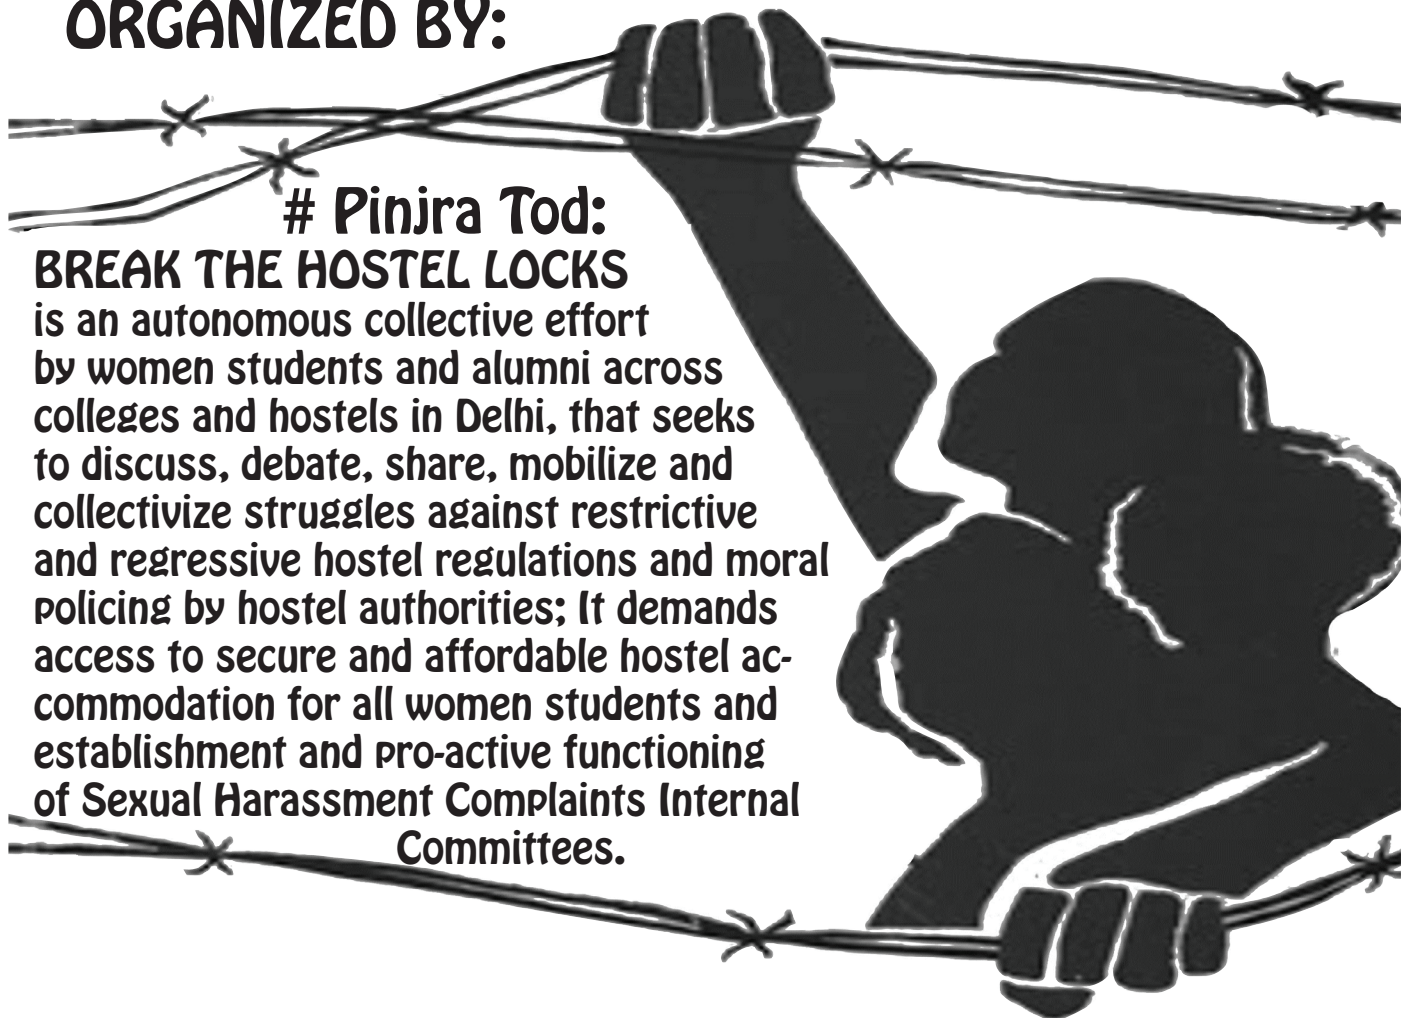 ORGANIZED BY:
# Pinjra Tod:
BREAK THE HOSTEL LOCKS
is an autonomous collective effort
by women students and alumni across
colleges and hostels in Delhi, that seeks
to discuss, debate, share, mobilize and
collectivize struggles against restrictive
and regressive hostel regulations and moral
policing by hostel authorities; It demands
access to secure and affordable hostel ac-
commodation for all women students and
establishment and pro-active functioning
of Sexual Harassment Complaints Internal
Committees.